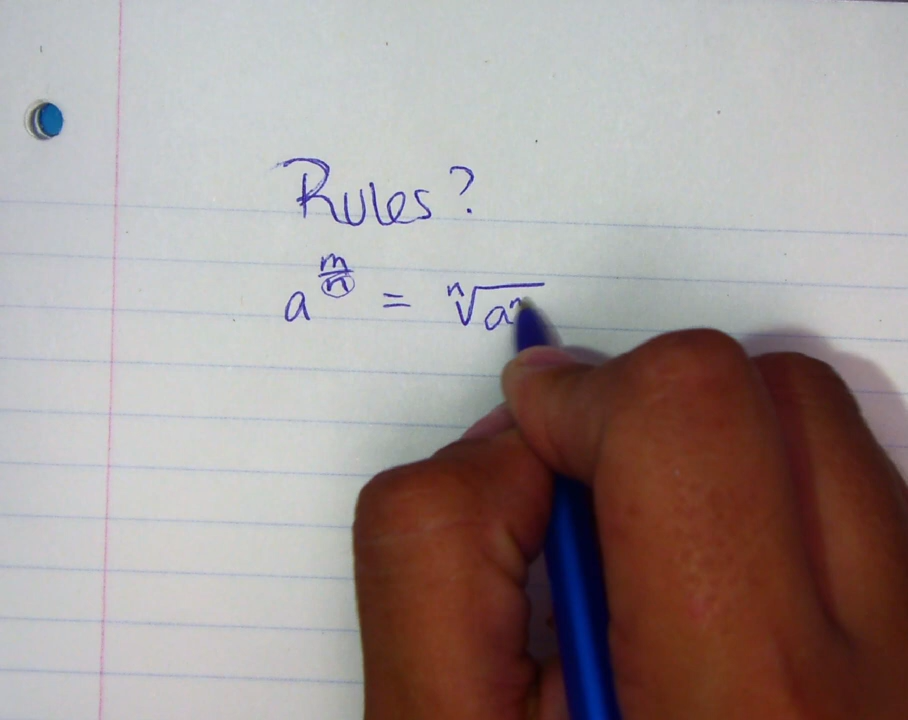 Rules?
a^(m/n) = ⁿ√a